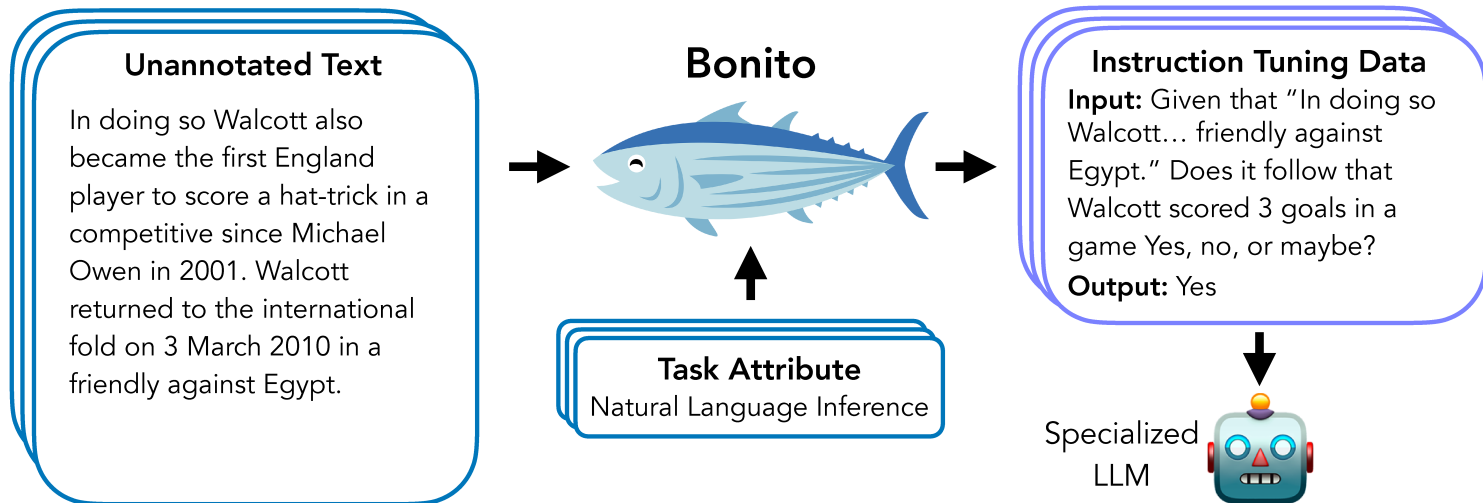 Unannotated Text
In doing so Walcott also
became the first England
player to score a hat-trick in a
competitive since Michael
Owen in 2001. Walcott
returned to the international
fold on 3 March 2010 in a
friendly against Egypt.
Bonito
Task Attribute
Natural Language Inference
Instruction Tuning Data
Input: Given that “In doing so
Walcott... friendly against
Egypt.” Does it follow that
Walcott scored 3 goals in a
game Yes, no, or maybe?
Output: Yes
Specialized
LLM